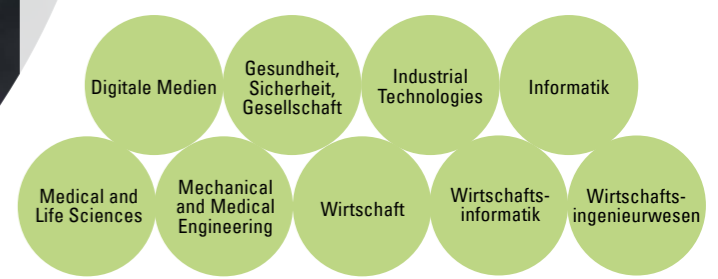 Digitale Medien
Gesundheit,
Sicherheit,
Gesellschaft
Industrial
Technologies
Informatik
Medical and
Life Sciences
Mechanical
and Medical
Engineering
Wirtschaft
Wirtschafts-
informatik
Wirtschafts-
ingenieurwesen